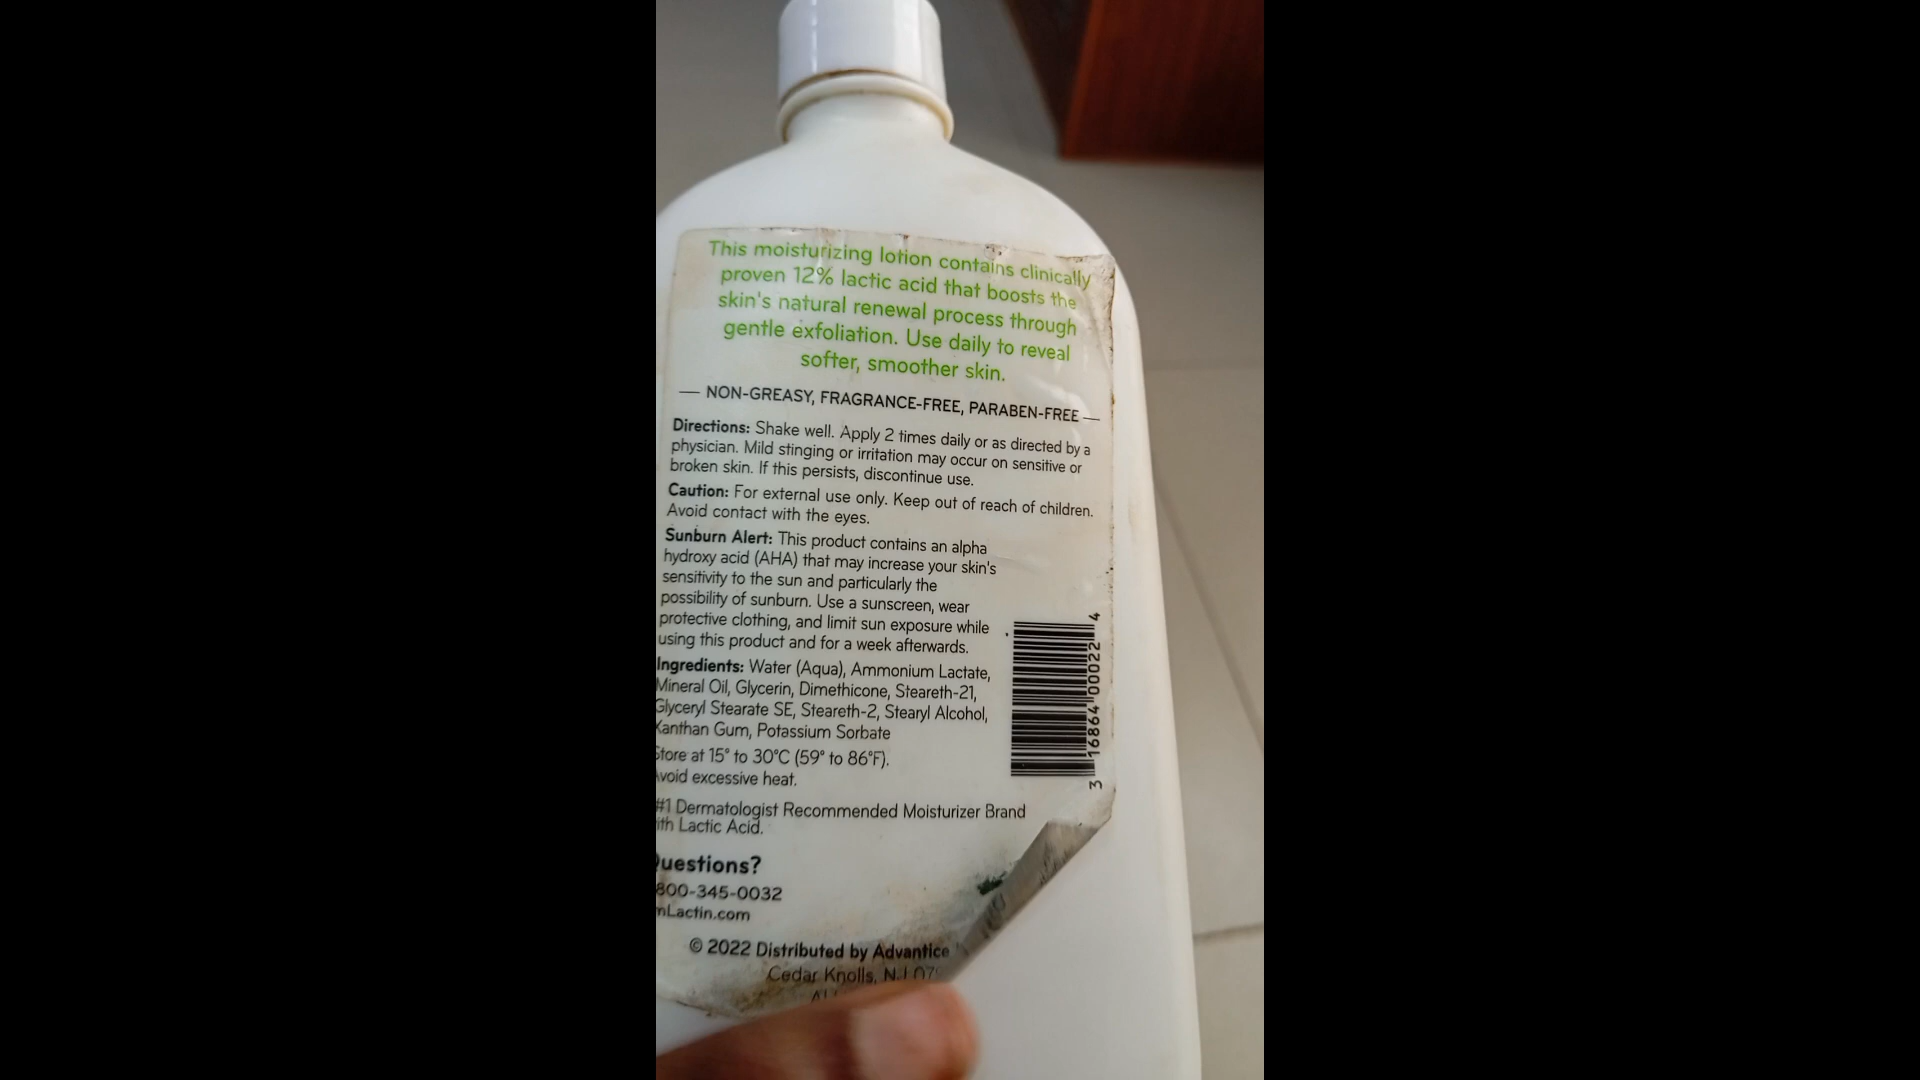 This moisturizing lotion contains clinically
proven 12% lactic acid that boosts the
skin's natural renewal process through
gentle exfoliation. Use daily to reveal
softer, smoother skin.
— NON-GREASY, FRAGRANCE-FREE, PARABEN-FREE —
Directions: Shake well. Apply 2 times daily or as directed by a
physician. Mild stinging or irritation may occur on sensitive or
broken skin. If this persists, discontinue use.
Caution: For external use only. Keep out of reach of children.
Avoid contact with the eyes.
Sunburn Alert: This product contains an alpha
hydroxy acid (AHA) that may increase your skin's
sensitivity to the sun and particularly the
possibility of sunburn. Use a sunscreen, wear
protective clothing, and limit sun exposure while
using this product and for a week afterwards.
Ingredients: Water (Aqua), Ammonium Lactate,
Mineral Oil, Glycerin, Dimethicone, Steareth-21,
Glyceryl Stearate SE, Steareth-2, Stearyl Alcohol,
Xanthan Gum, Potassium Sorbate
Store at 15° to 30°C (59° to 86°F).
Avoid excessive heat.
#1 Dermatologist Recommended Moisturizer Brand
ith Lactic Acid.
Questions?
800-345-0032
mLactin.com
© 2022 Distributed by Advantice
Cedar Knolls, NJ 07
3 16864 00022 4